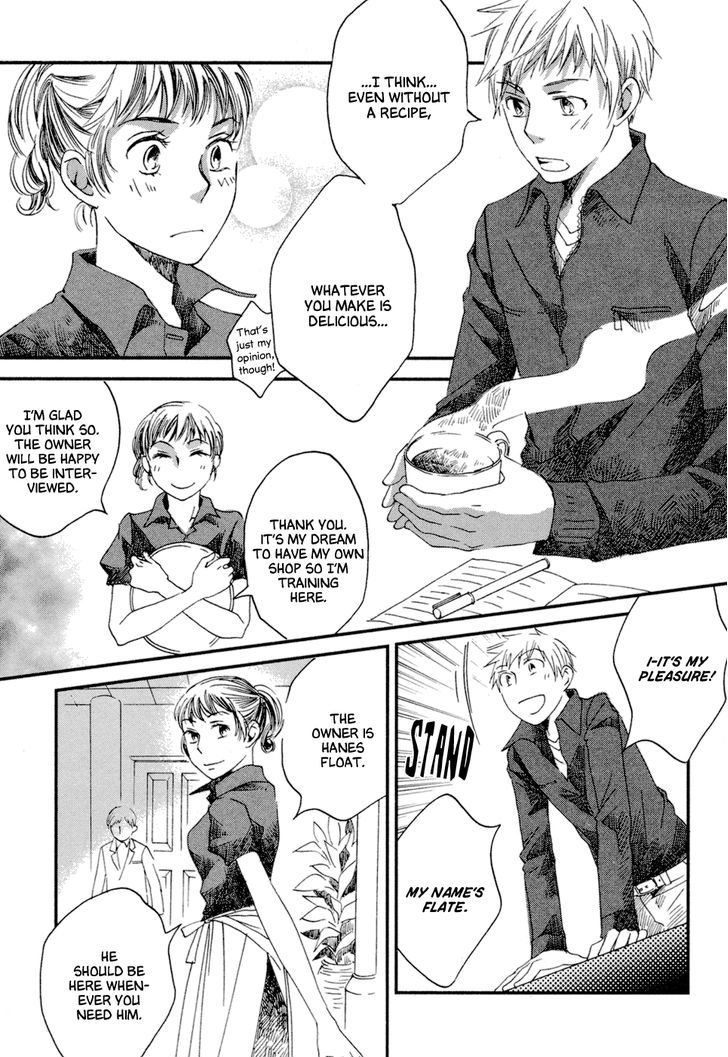 ...I THINK...
EVEN WITHOUT
A RECIPE,
WHATEVER
YOU MAKE IS
DELICIOUS...
That's
just my
opinion,
though!
I'M GLAD
YOU THINK SO.
THE OWNER
WILL BE HAPPY
TO BE INTER-
VIEWED.
THANK YOU.
IT'S MY DREAM
TO HAVE MY OWN
SHOP SO I'M
TRAINING
HERE.
I-IT'S MY
PLEASURE!
STAND
MY NAME'S
FLATE.
THE
OWNER IS
HANES
FLOAT.
HE
SHOULD BE
HERE WHEN-
EVER YOU
NEED HIM.